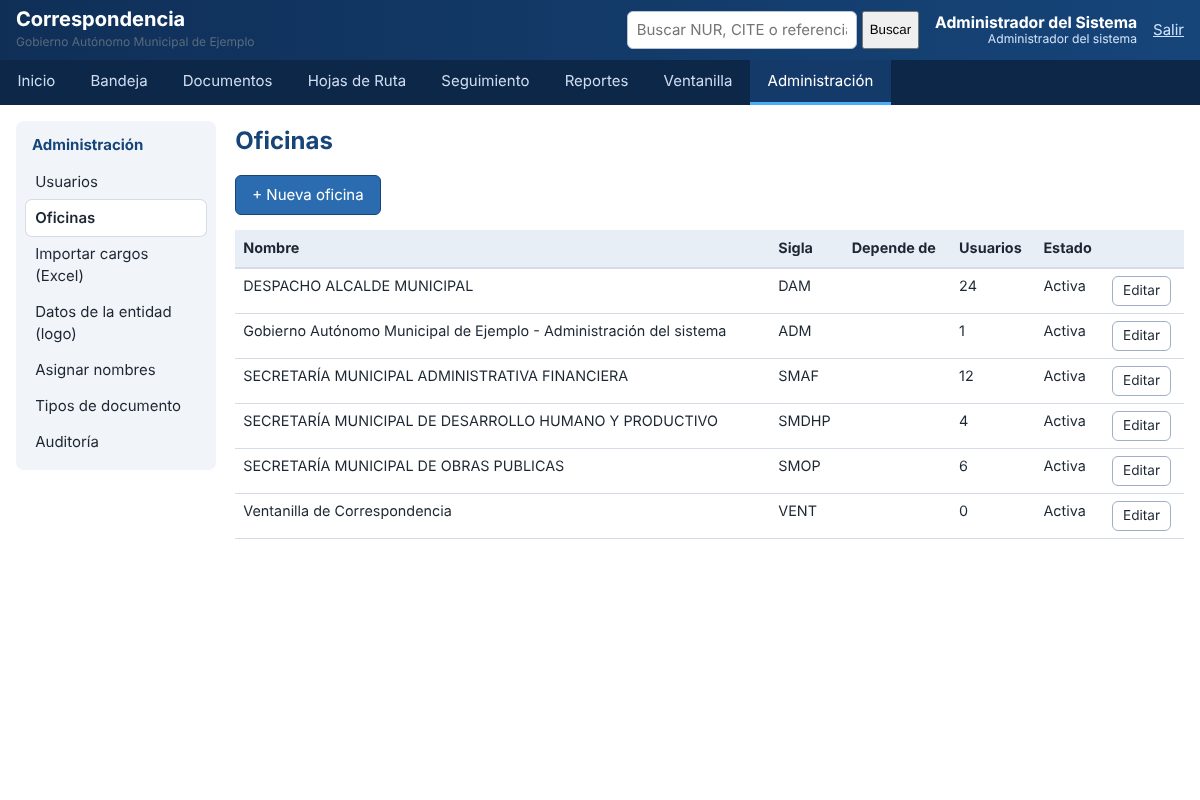 Correspondencia
Gobierno Autónomo Municipal de Ejemplo
Buscar NUR, CITE o referenci
Buscar
Administrador del Sistema
Administrador del sistema
Salir
Inicio Bandeja Documentos Hojas de Ruta Seguimiento Reportes Ventanilla Administración
Administración
Usuarios
Oficinas
Importar cargos
(Excel)
Datos de la entidad
(logo)
Asignar nombres
Tipos de documento
Auditoría
Oficinas
+ Nueva oficina
Nombre Sigla Depende de Usuarios Estado
DESPACHO ALCALDE MUNICIPAL DAM 24 Activa Editar
Gobierno Autónomo Municipal de Ejemplo - Administración del sistema ADM 1 Activa Editar
SECRETARÍA MUNICIPAL ADMINISTRATIVA FINANCIERA SMAF 12 Activa Editar
SECRETARÍA MUNICIPAL DE DESARROLLO HUMANO Y PRODUCTIVO SMDHP 4 Activa Editar
SECRETARÍA MUNICIPAL DE OBRAS PUBLICAS SMOP 6 Activa Editar
Ventanilla de Correspondencia VENT 0 Activa Editar